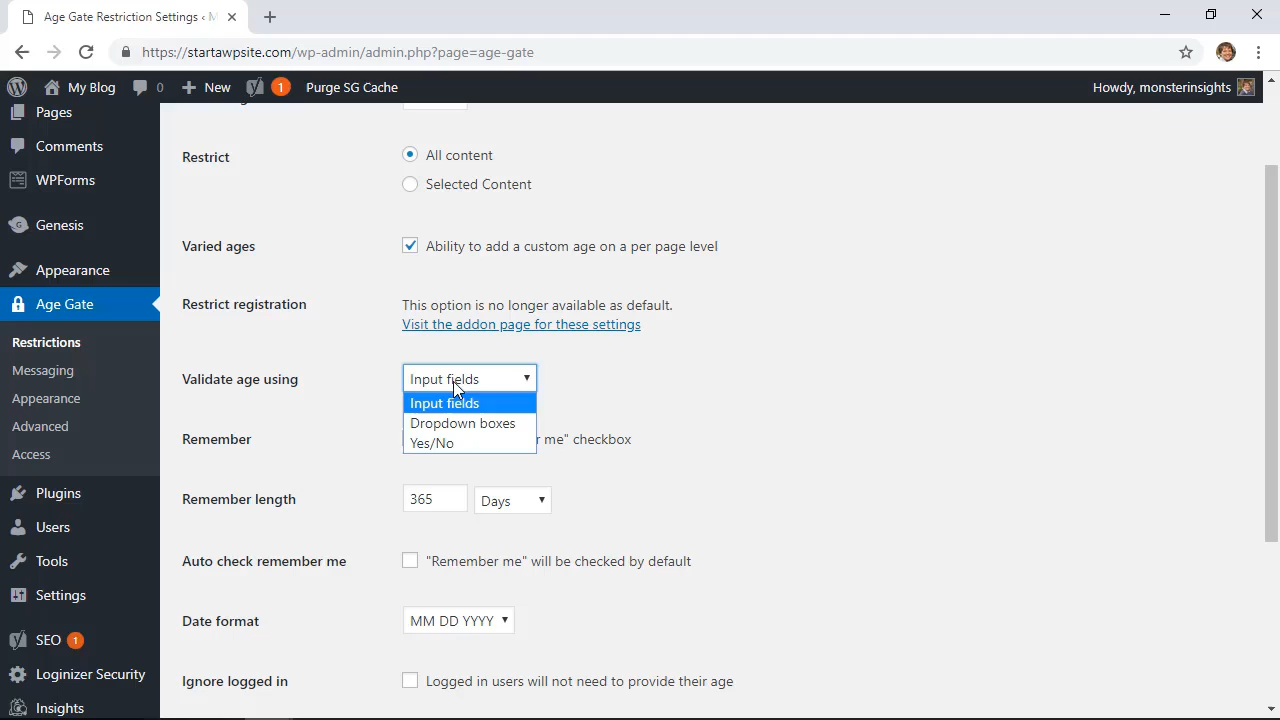 Age Gate Restriction Settings ‹ M
https://startawpsite.com/wp-admin/admin.php?page=age-gate
My Blog 0 New 1 Purge SG Cache Howdy, monsterinsights
Pages
Comments
WPForms
Genesis
Appearance
Age Gate
Restrictions
Messaging
Appearance
Advanced
Access
Plugins
Users
Tools
Settings
SEO 1
Loginizer Security
Insights
Restrict
All content
Selected Content
Varied ages
Ability to add a custom age on a per page level
Restrict registration
This option is no longer available as default.
Visit the addon page for these settings
Validate age using
Input fields
Input fields
Dropdown boxes
Yes/No
Remember
me" checkbox
Remember length
365 Days
Auto check remember me
"Remember me" will be checked by default
Date format
MM DD YYYY
Ignore logged in
Logged in users will not need to provide their age